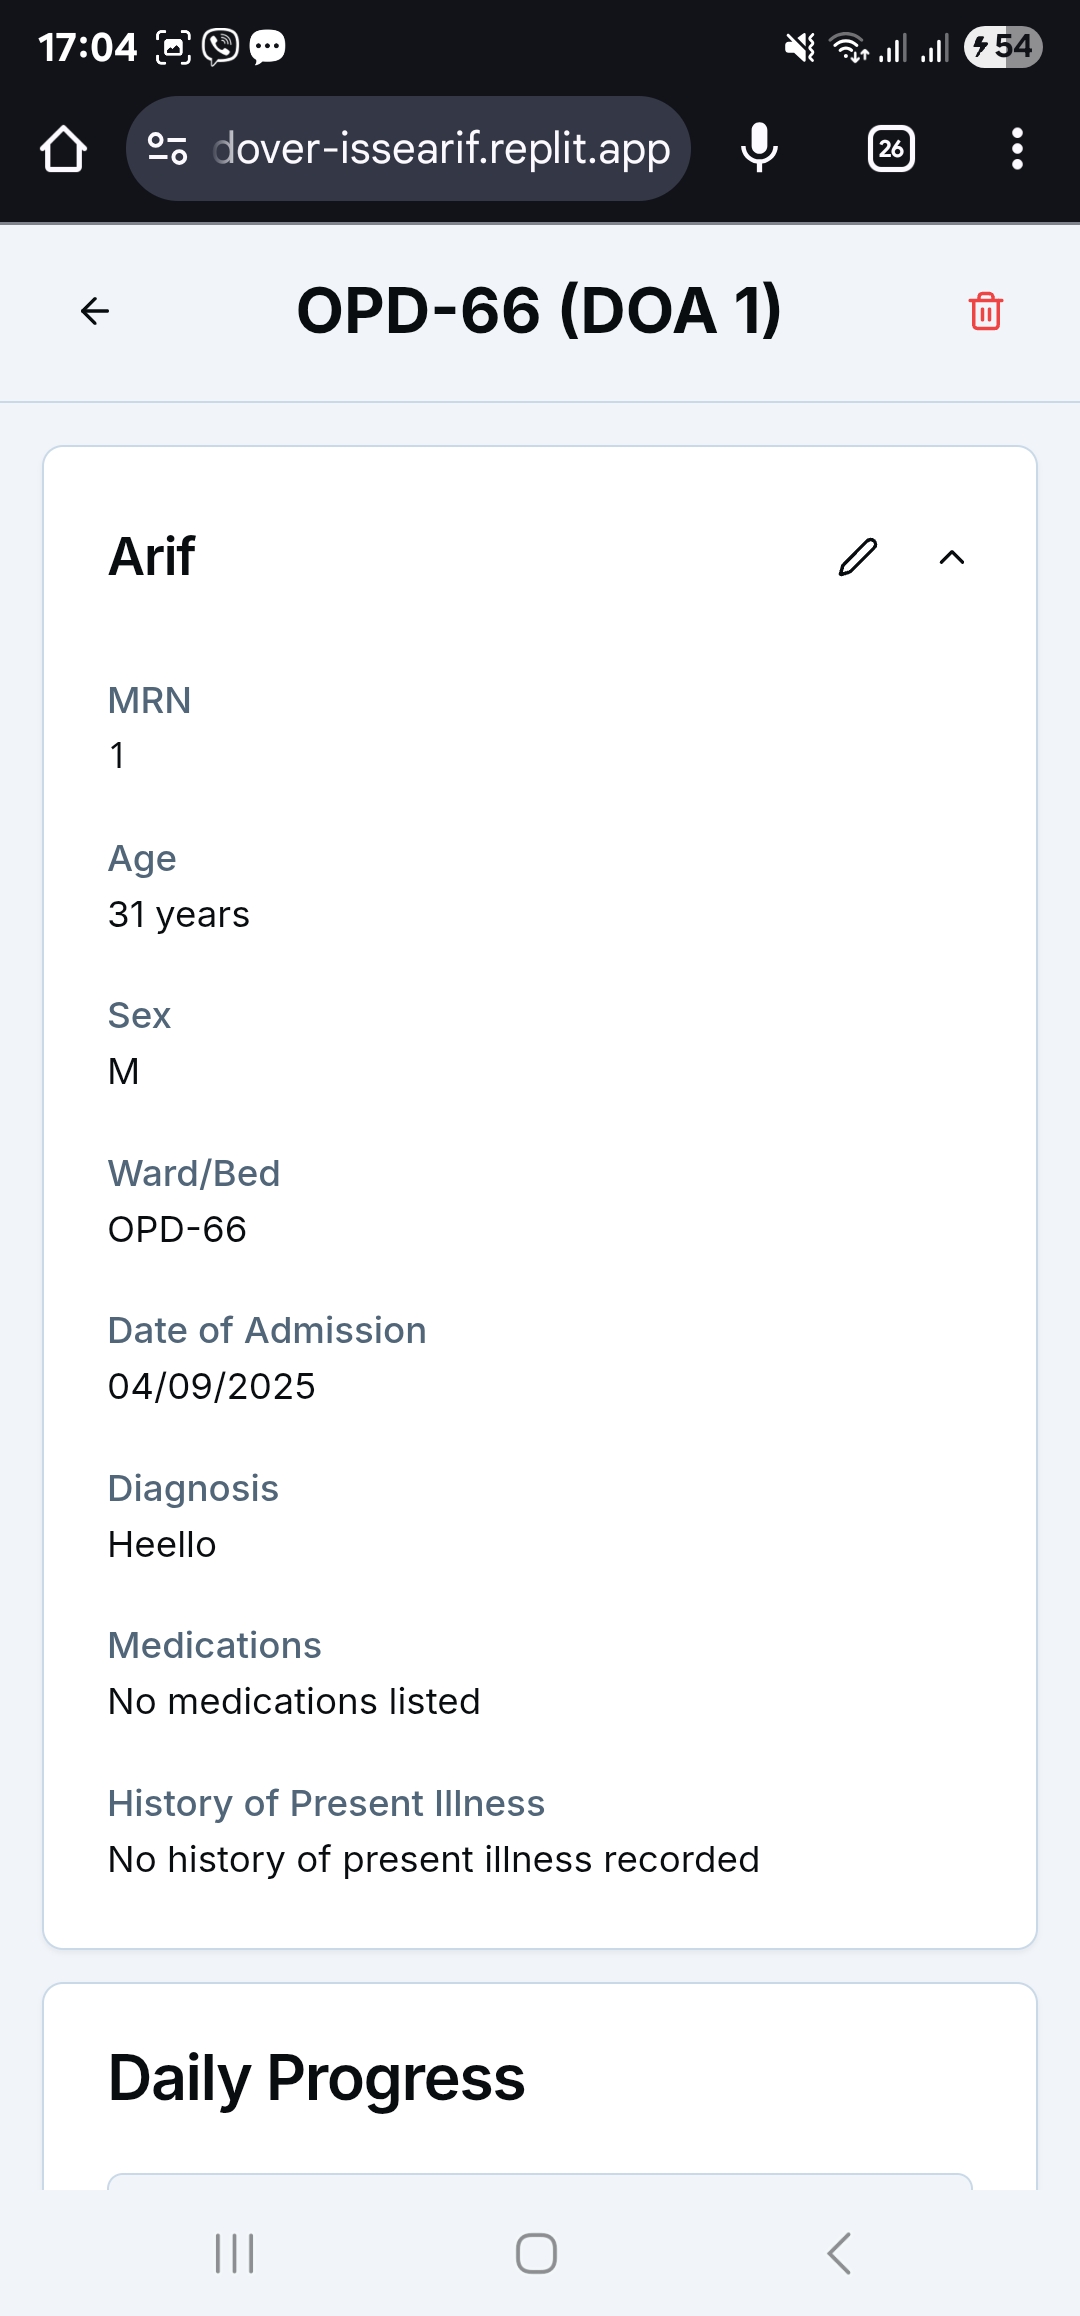 17:04
54
dover-issearif.replit.app
26
OPD-66 (DOA 1)
Arif
MRN
1
Age
31 years
Sex
M
Ward/Bed
OPD-66
Date of Admission
04/09/2025
Diagnosis
Heello
Medications
No medications listed
History of Present Illness
No history of present illness recorded
Daily Progress